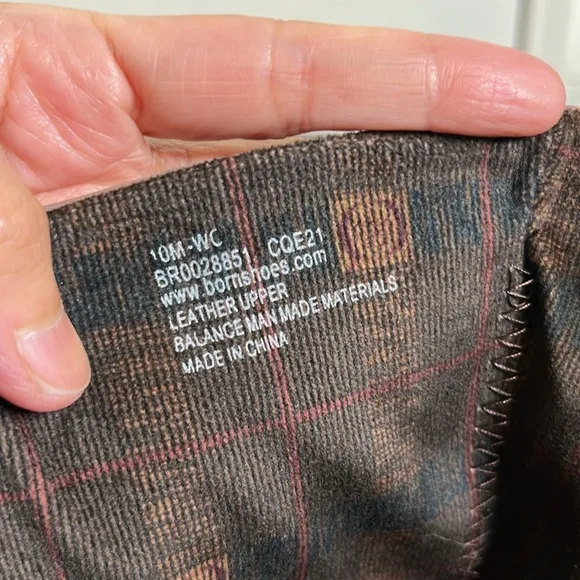 10M-WC
BR0028851 CQE21
www.bornshoes.com
LEATHER UPPER
BALANCE MAN MADE MATERIALS
MADE IN CHINA